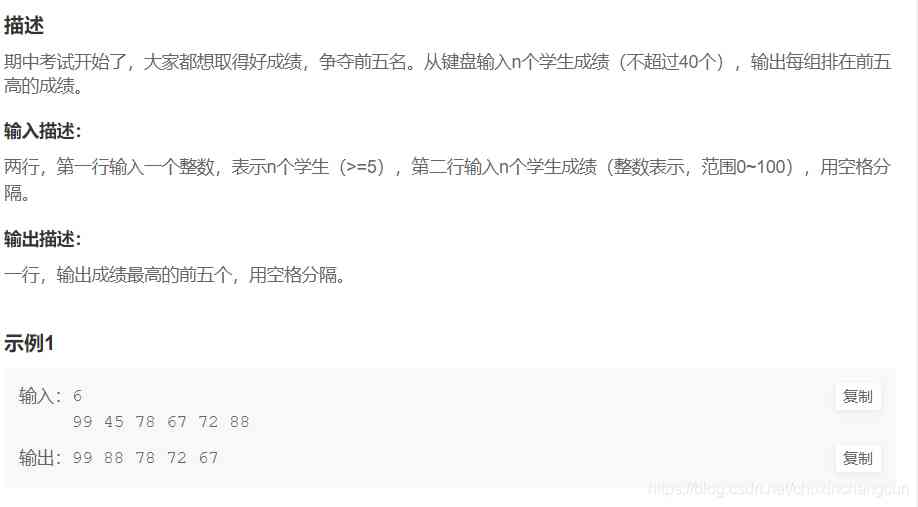 描述
期中考试开始了，大家都想取得好成绩，争夺前五名。从键盘输入n个学生成绩（不超过40个），输出每组排在前五
高的成绩。
输入描述：
两行，第一行输入一个整数，表示n个学生（>=5），第二行输入n个学生成绩（整数表示，范围0~100），用空格分
隔。
输出描述：
一行，输出成绩最高的前五个，用空格分隔。
示例1
输入：6 复制
99 45 78 67 72 88
输出：99 88 78 72 67 复制